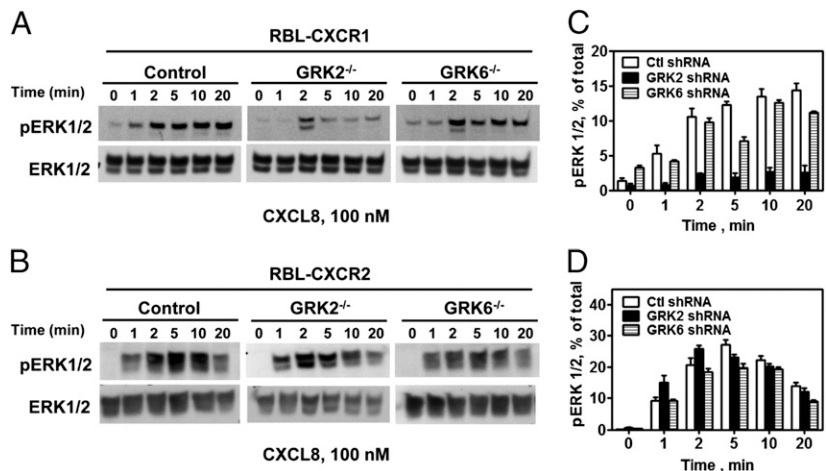 A
RBL-CXCR1
Control GRK2-/- GRK6-/-
Time (min) 0 1 2 5 10 20 0 1 2 5 10 20 0 1 2 5 10 20
pERK1/2
ERK1/2
CXCL8, 100 nM
B
RBL-CXCR2
Control GRK2-/- GRK6-/-
Time (min) 0 1 2 5 10 20 0 1 2 5 10 20 0 1 2 5 10 20
pERK1/2
ERK1/2
CXCL8, 100 nM
C
pERK 1/2, % of total
20
15
10
5
0
Ctl shRNA
GRK2 shRNA
GRK6 shRNA
0 1 2 5 10 20
Time , min
D
pERK 1/2, % of total
40
30
20
10
0
Ctl shRNA
GRK2 shRNA
GRK6 shRNA
0 1 2 5 10 20
Time , min